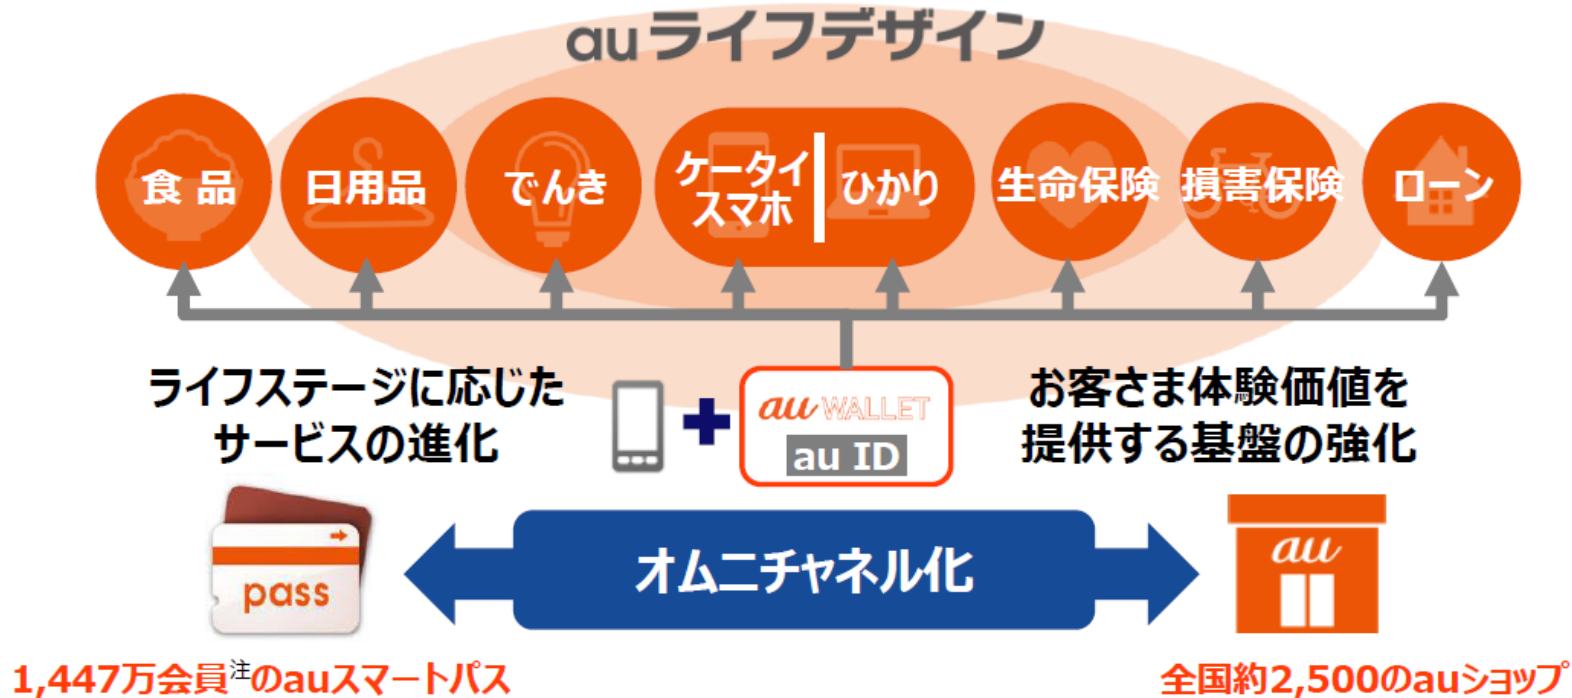 auライフデザイン
食品
日用品
でんき
ケータイ
スマホ
ひかり
生命保険
損害保険
ローン
ライフステージに応じた
サービスの進化
au WALLET
au ID
お客さま体験価値を
提供する基盤の強化
pass
オムニチャネル化
au
1,447万会員注のauスマートパス
全国約2,500のauショップ